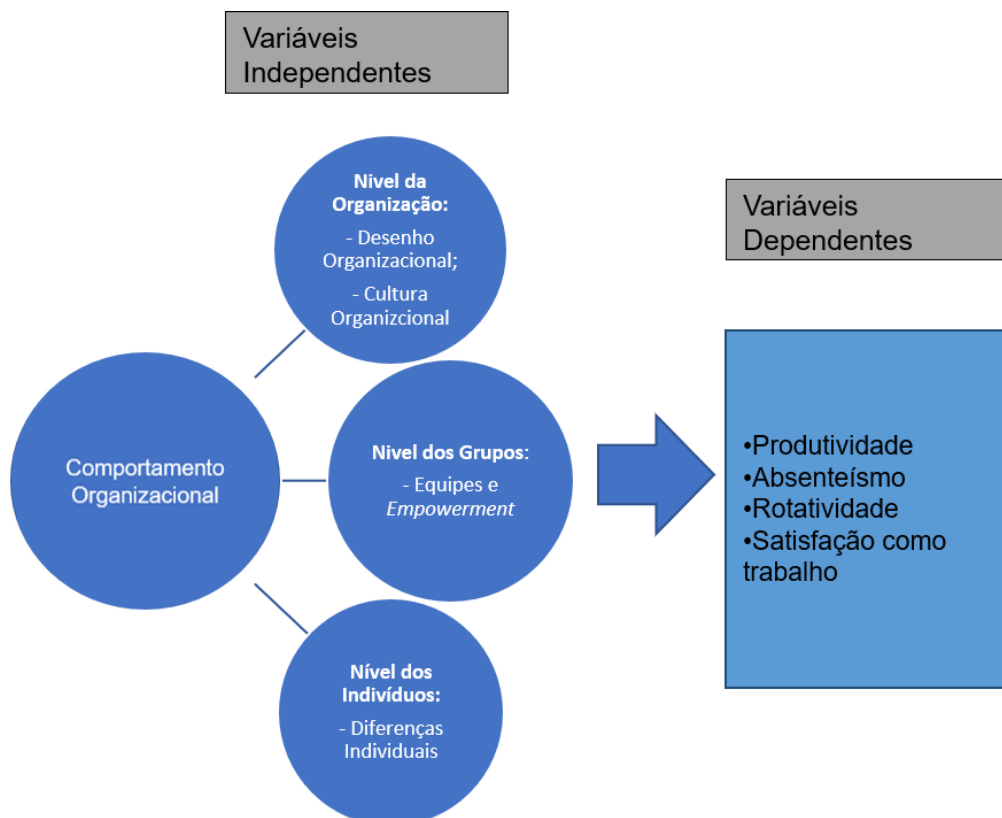 Variáveis
Independentes
Nivel da
Organização:
- Desenho
Organizacional;
- Cultura
Organizcional
Variáveis
Dependentes
Comportamento
Organizacional
Nivel dos Grupos:
- Equipes e
Empowerment
•Produtividade
•Absenteísmo
•Rotatividade
•Satisfação como
trabalho
Nível dos
Indivíduos:
- Diferenças
Individuais